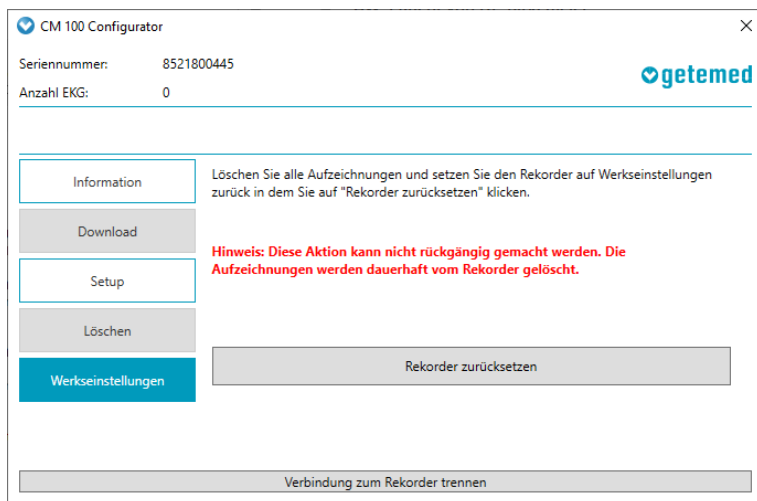 CM 100 Configurator
Seriennummer: 8521800445
getemed
Anzahl EKG: 0
Information
Download
Setup
Löschen
Werkseinstellungen
Löschen Sie alle Aufzeichnungen und setzen Sie den Rekorder auf Werkseinstellungen
zurück in dem Sie auf "Rekorder zurücksetzen" klicken.
Hinweis: Diese Aktion kann nicht rückgängig gemacht werden. Die
Aufzeichnungen werden dauerhaft vom Rekorder gelöscht.
Rekorder zurücksetzen
Verbindung zum Rekorder trennen